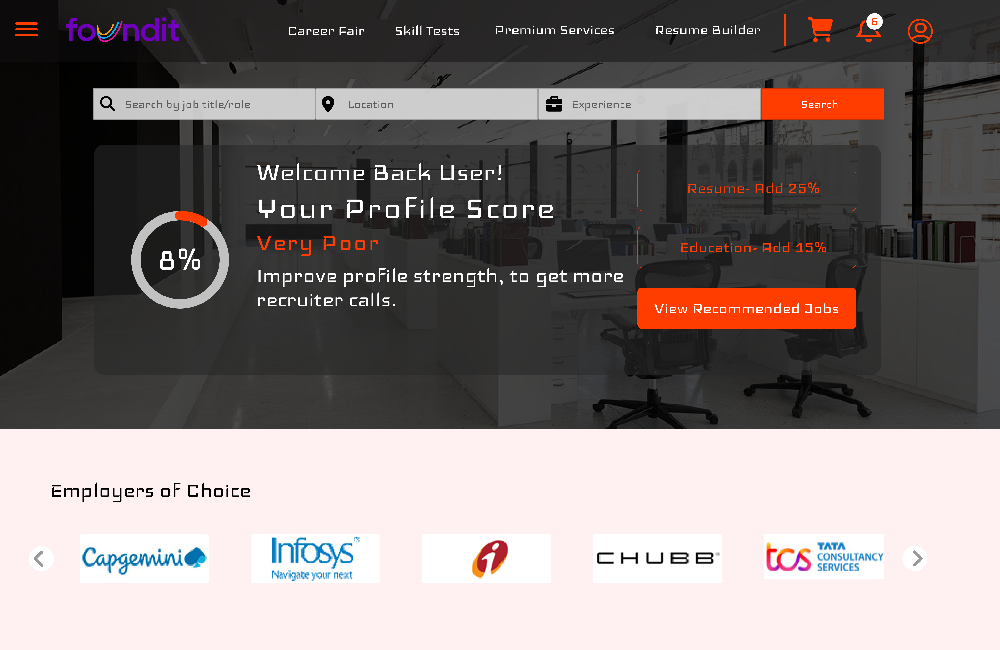 foundit
Career Fair
Skill Tests
Premium Services
Resume Builder
6
Search by job title/role
Location
Experience
Search
Welcome Back User!
Your Profile Score
Very Poor
Improve profile strength, to get more
recruiter calls.
8%
Resume- Add 25%
Education- Add 15%
View Recommended Jobs
Employers of Choice
Capgemini
Infosys
Navigate your next
i
CHUBB®
tcs
TATA
CONSULTANCY
SERVICES